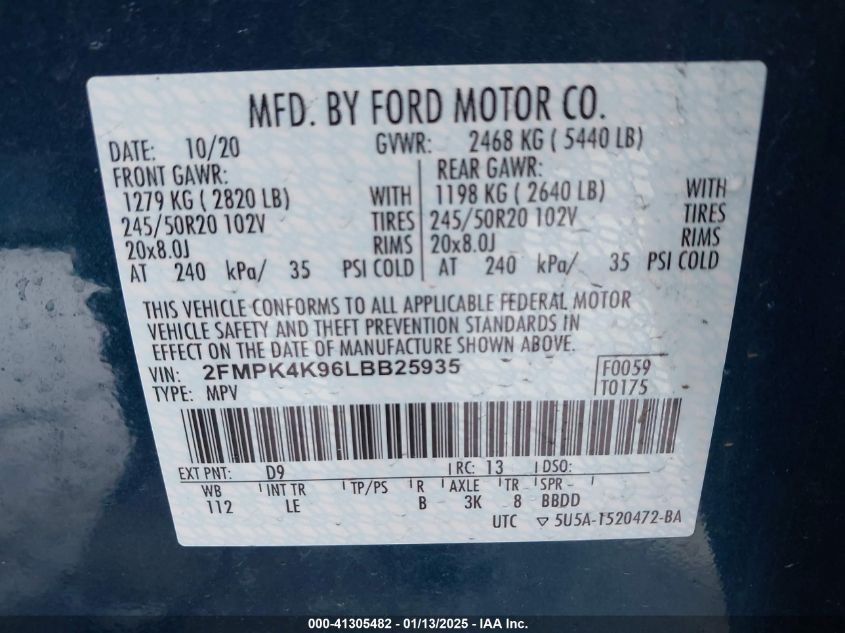 MFD. BY FORD MOTOR CO.
DATE: 10/20 GVWR: 2468 KG ( 5440 LB)
FRONT GAWR: REAR GAWR:
1279 KG ( 2820 LB) WITH 1198 KG ( 2640 LB) WITH
245/50R20 102V TIRES 245/50R20 102V TIRES
20x8.0J RIMS 20x8.0J RIMS
AT 240 kPa/ 35 PSI COLD AT 240 kPa/ 35 PSI COLD
THIS VEHICLE CONFORMS TO ALL APPLICABLE FEDERAL MOTOR
VEHICLE SAFETY AND THEFT PREVENTION STANDARDS IN
EFFECT ON THE DATE OF MANUFACTURE SHOWN ABOVE.
VIN: 2FMPK4K96LBB25935 F0059
TYPE: MPV T0175
EXT PNT: D9 RC: 13 DSO:
WB INT TR TP/PS R AXLE TR SPR
112 LE B 3K 8 BBDD
UTC ▽ 5U5A-1520472-BA
000-41305482 - 01/13/2025 - IAA Inc.